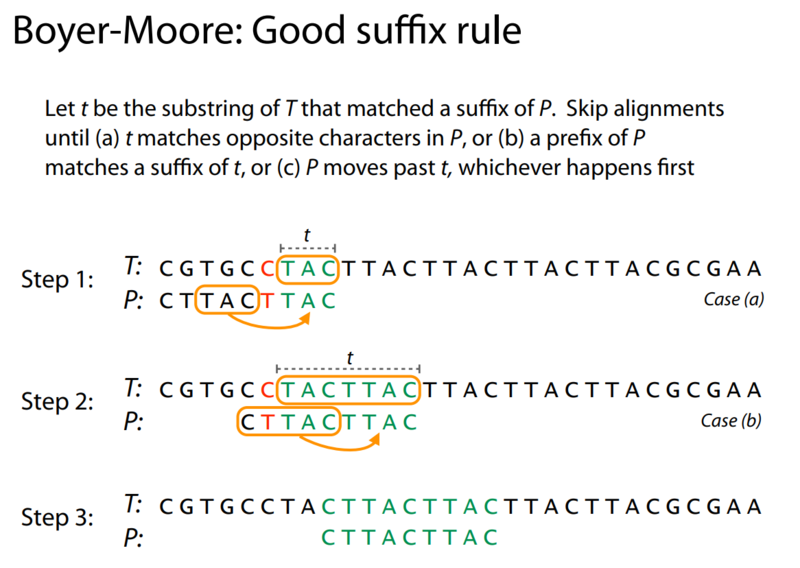 Boyer-Moore: Good suffix rule
Let t be the substring of T that matched a suffix of P. Skip alignments
until (a) t matches opposite characters in P, or (b) a prefix of P
matches a suffix of t, or (c) P moves past t, whichever happens first
t
Step 1:
T: C G T G C C T A C T T A C T T A C T T A C T T A C G C G A A
P: C T T A C T T A C
Case (a)
t
Step 2:
T: C G T G C C T A C T T A C T T A C T T A C T T A C G C G A A
P: C T T A C T T A C
Case (b)
Step 3:
T: C G T G C C T A C T T A C T T A C T T A C T T A C G C G A A
P: C T T A C T T A C